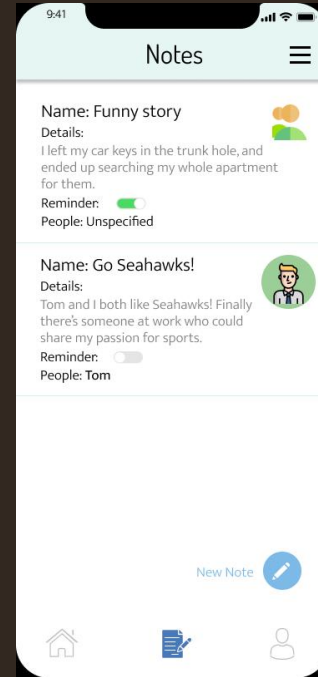 9:41
Notes
Name: Funny story
Details:
I left my car keys in the trunk hole, and
ended up searching my whole apartment
for them.
Reminder:
People: Unspecified
Name: Go Seahawks!
Details:
Tom and I both like Seahawks! Finally
there's someone at work who could
share my passion for sports.
Reminder:
People: Tom
New Note